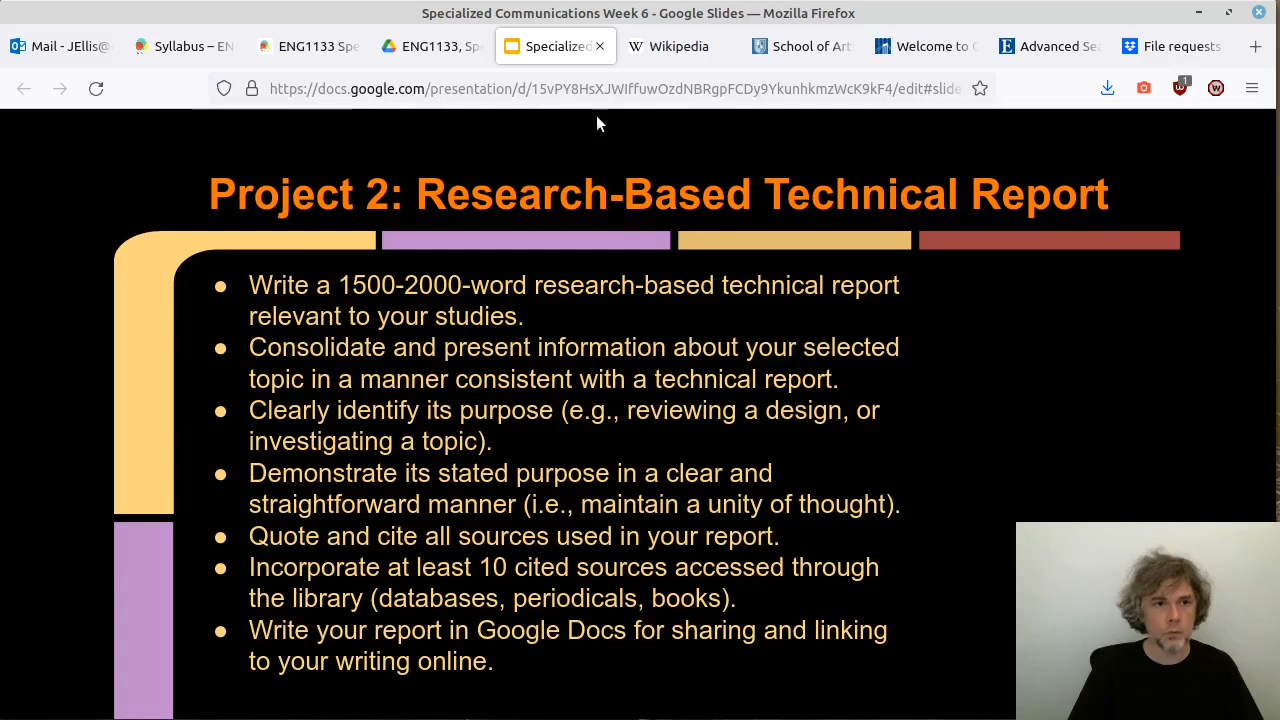 Specialized Communications Week 6 - Google Slides — Mozilla Firefox
Mail - JEllis@
Syllabus – EN
ENG1133 Spe
ENG1133, Sp
Specialized
Wikipedia
School of Art
Welcome to
Advanced Sea
File requests
https://docs.google.com/presentation/d/15vPY8HsXJWIffuwOzdNBRgpFCDy9YkunhkmzWcK9kF4/edit#slide
1
Project 2: Research-Based Technical Report
● Write a 1500-2000-word research-based technical report
relevant to your studies.
● Consolidate and present information about your selected
topic in a manner consistent with a technical report.
● Clearly identify its purpose (e.g., reviewing a design, or
investigating a topic).
● Demonstrate its stated purpose in a clear and
straightforward manner (i.e., maintain a unity of thought).
● Quote and cite all sources used in your report.
● Incorporate at least 10 cited sources accessed through
the library (databases, periodicals, books).
● Write your report in Google Docs for sharing and linking
to your writing online.